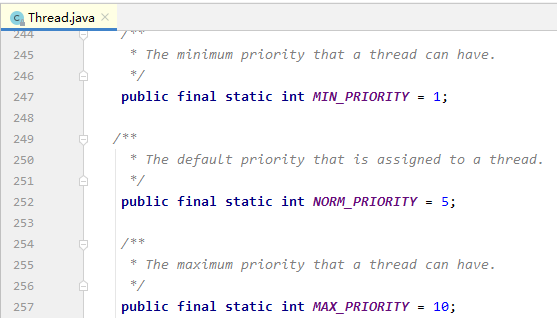 Thread.java
244 /**
245 * The minimum priority that a thread can have.
246 */
247 public final static int MIN_PRIORITY = 1;
248
249 /**
250 * The default priority that is assigned to a thread.
251 */
252 public final static int NORM_PRIORITY = 5;
253
254 /**
255 * The maximum priority that a thread can have.
256 */
257 public final static int MAX_PRIORITY = 10;